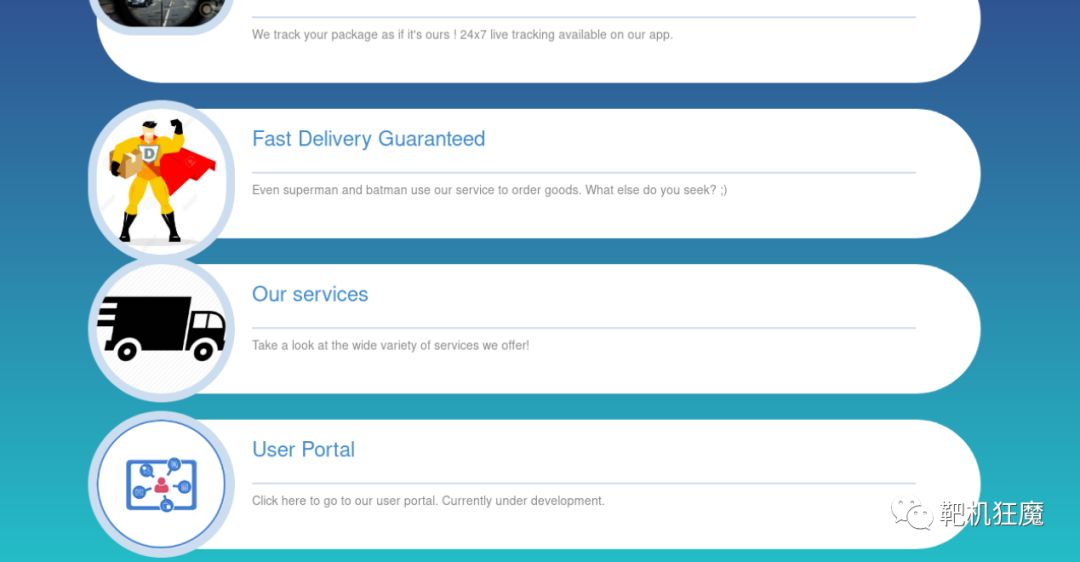 We track your package as if it's ours ! 24x7 live tracking available on our app.
Fast Delivery Guaranteed
D
Even superman and batman use our service to order goods. What else do you seek? ;)
Our services
Take a look at the wide variety of services we offer!
User Portal
Click here to go to our user portal. Currently under development.
靶机狂魔